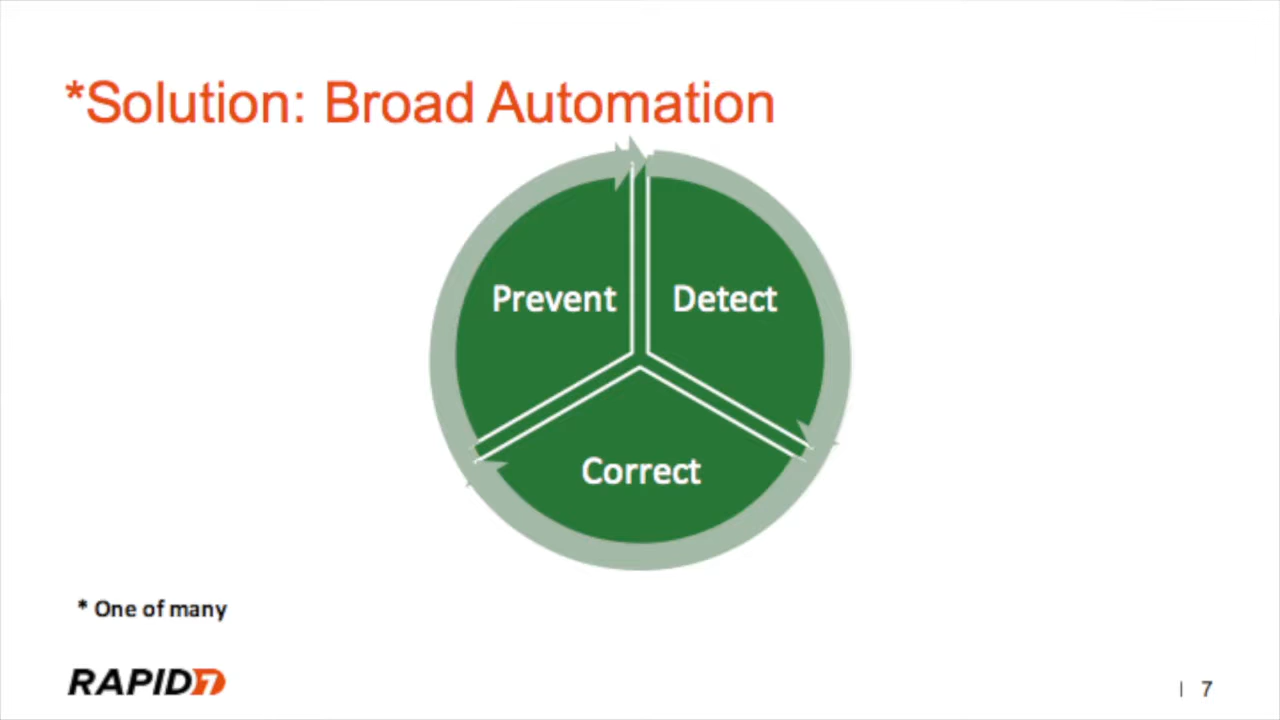 *Solution: Broad Automation
Prevent
Detect
Correct
* One of many
RAPID7
| 7